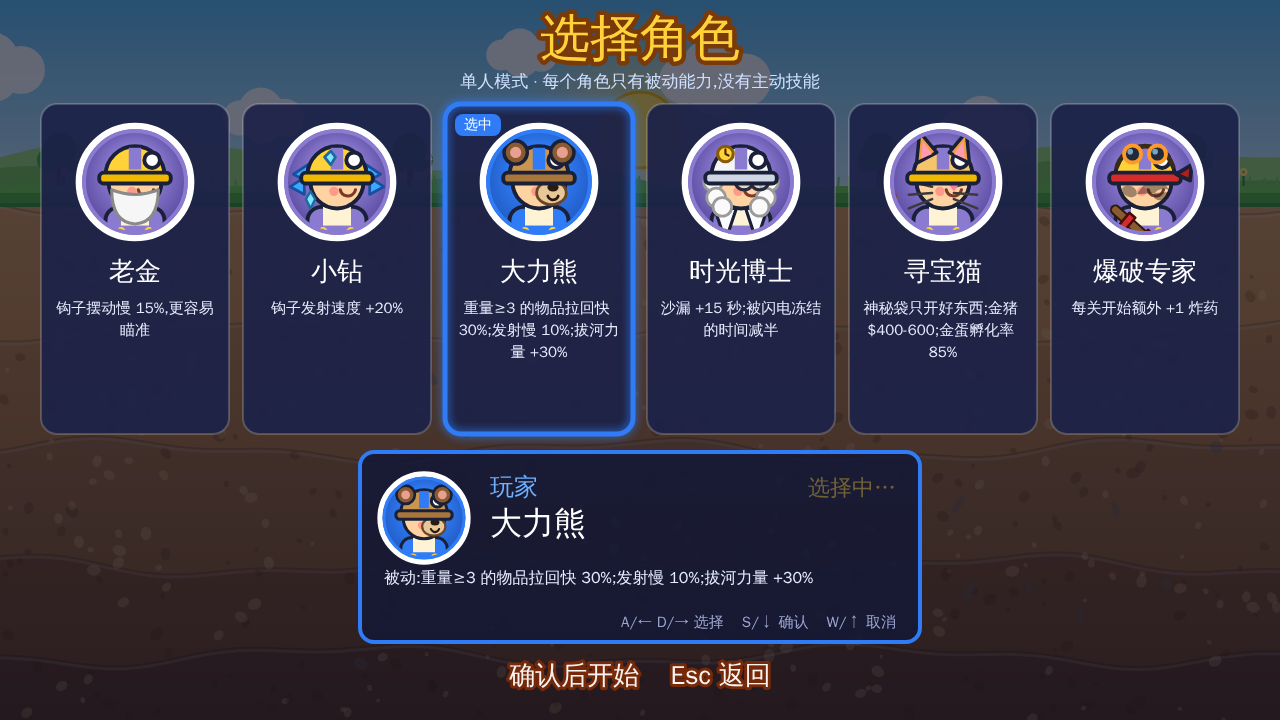 选择角色
单人模式 · 每个角色只有被动能力,没有主动技能
选中
老金
钩子摆动慢 15%,更容易
瞄准
小钻
钩子发射速度 +20%
大力熊
重量≥3 的物品拉回快
30%;发射慢 10%;拔河力
量 +30%
时光博士
沙漏 +15 秒;被闪电冻结
的时间减半
寻宝猫
神秘袋只开好东西;金猪
$400-600;金蛋孵化率
85%
爆破专家
每关开始额外 +1 炸药
玩家
选择中···
大力熊
被动:重量≥3 的物品拉回快 30%;发射慢 10%;拔河力量 +30%
A/← D/→ 选择 S/↓ 确认 W/↑ 取消
确认后开始 Esc 返回